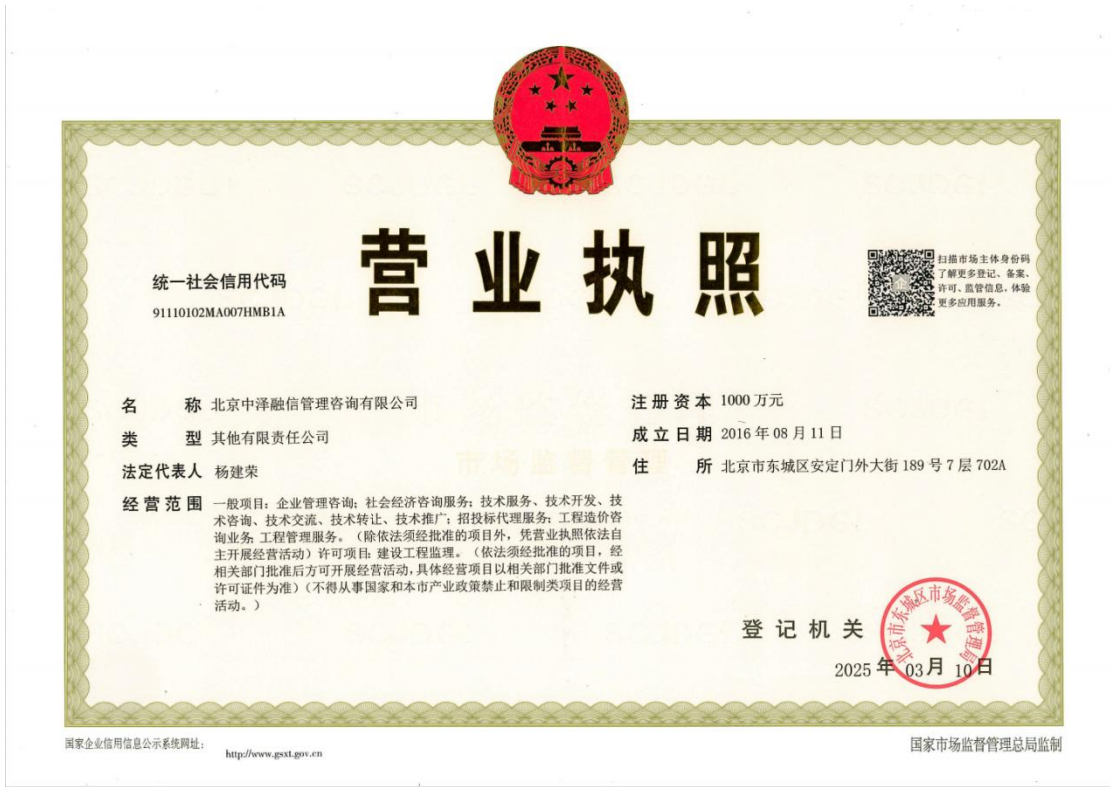 营业执照
统一社会信用代码
91110102MA007HMB1A
扫描市场主体身份码
了解更多登记、备案、
许可、监管信息，体验
更多应用服务。
名 称 北京中泽融信管理咨询有限公司
类 型 其他有限责任公司
法定代表人 杨建荣
经营范围 一般项目：企业管理咨询；社会经济咨询服务；技术服务、技术开发、技
术咨询、技术交流、技术转让、技术推广；招投标代理服务；工程造价咨
询业务；工程管理服务。（除依法须经批准的项目外，凭营业执照依法自
主开展经营活动）许可项目：建设工程监理。（依法须经批准的项目，经
相关部门批准后方可开展经营活动，具体经营项目以相关部门批准文件或
许可证件为准）（不得从事国家和本市产业政策禁止和限制类项目的经营
活动。）
注册资本 1000万元
成立日期 2016年08月11日
住 所 北京市东城区安定门外大街189号7层702A
市场监督管理
登记机关
北京市东城区市场监督管理局
2025年03月10日
国家企业信用信息公示系统网址：
http://www.gsxt.gov.cn
国家市场监督管理总局监制